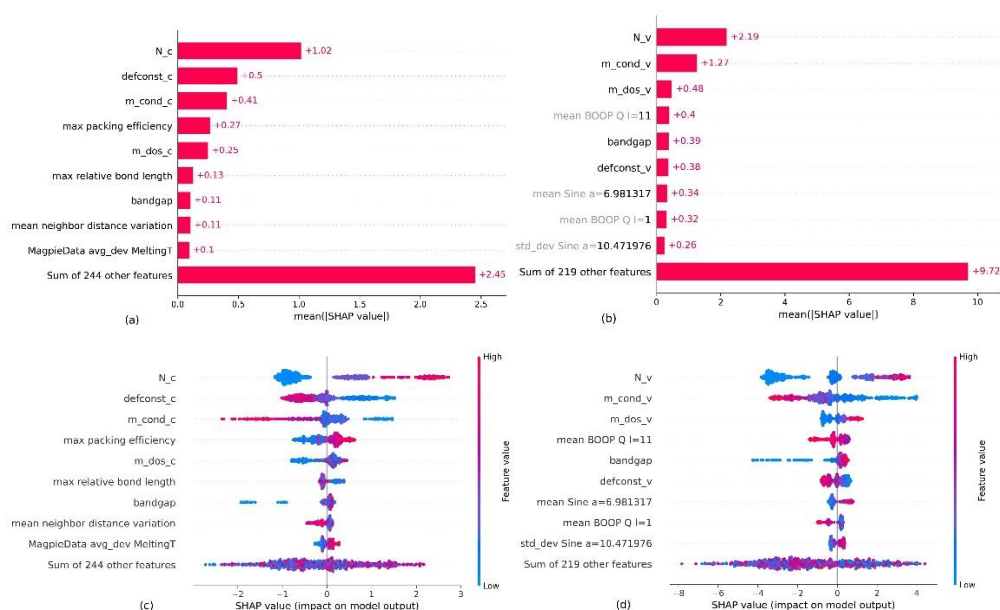 N_c
+1.02
defconst_c
+0.5
m_cond_c
+0.41
max packing efficiency
+0.27
m_dos_c
+0.25
max relative bond length
+0.13
bandgap
+0.11
mean neighbor distance variation
+0.11
MagpieData avg_dev MeltingT
+0.1
Sum of 244 other features
+2.45
0.0 0.5 1.0 1.5 2.0 2.5
mean(|SHAP value|)
(a)
N_v
+2.19
m_cond_v
+1.27
m_dos_v
+0.48
mean BOOP Q l=11
+0.4
bandgap
+0.39
defconst_v
+0.38
mean Sine a=6.981317
+0.34
mean BOOP Q l=1
+0.32
std_dev Sine a=10.471976
+0.26
Sum of 219 other features
+9.72
0 2 4 6 8 10
mean(|SHAP value|)
(b)
High
N_c
defconst_c
m_cond_c
max packing efficiency
m_dos_c
max relative bond length
bandgap
mean neighbor distance variation
MagpieData avg_dev MeltingT
Sum of 244 other features
Feature value
Low
−2 −1 0 1 2 3
SHAP value (impact on model output)
(c)
High
N_v
m_cond_v
m_dos_v
mean BOOP Q l=11
bandgap
defconst_v
mean Sine a=6.981317
mean BOOP Q l=1
std_dev Sine a=10.471976
Sum of 219 other features
Feature value
Low
−8 −6 −4 −2 0 2 4
SHAP value (impact on model output)
(d)